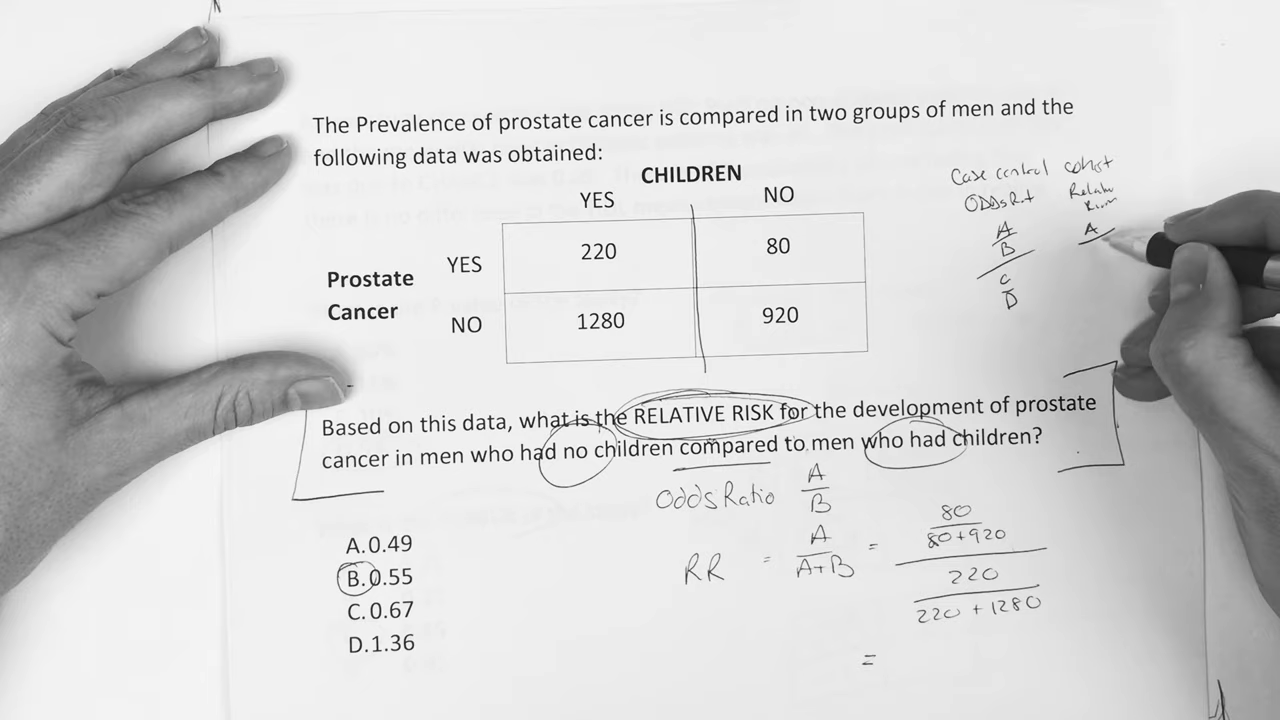 The Prevalence of prostate cancer is compared in two groups of men and the
following data was obtained:
CHILDREN
YES NO
Prostate
Cancer
YES 220 80
NO 1280 920
Case control cohort
Odds
A
B
C
D
A
Based on this data, what is the RELATIVE RISK for the development of prostate
cancer in men who had no children compared to men who had children?
Odds Ratio A
B
RR = A
A+B
= 80
80+920
220
220 + 1280
=
A. 0.49
B. 0.55
C. 0.67
D. 1.36